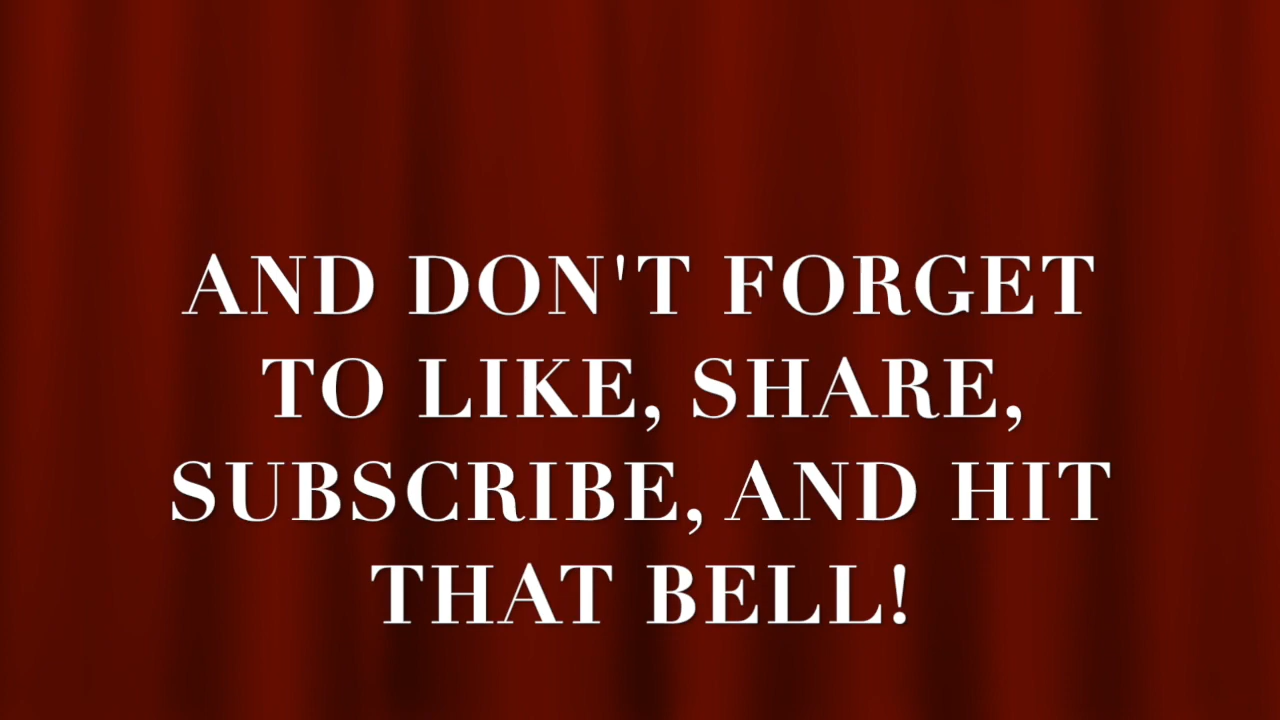 AND DON'T FORGET
TO LIKE, SHARE,
SUBSCRIBE, AND HIT
THAT BELL!